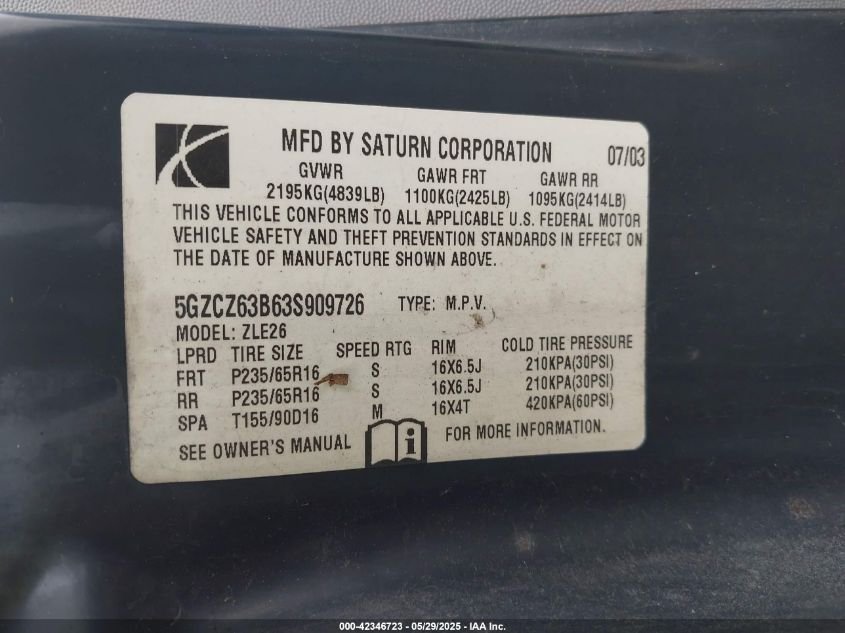 MFD BY SATURN CORPORATION 07/03
GVWR GAWR FRT GAWR RR
2195KG(4839LB) 1100KG(2425LB) 1095KG(2414LB)
THIS VEHICLE CONFORMS TO ALL APPLICABLE U.S. FEDERAL MOTOR
VEHICLE SAFETY AND THEFT PREVENTION STANDARDS IN EFFECT ON
THE DATE OF MANUFACTURE SHOWN ABOVE.
5GZCZ63B63S909726 TYPE: M.P.V.
MODEL: ZLE26
LPRD TIRE SIZE SPEED RTG RIM COLD TIRE PRESSURE
FRT P235/65R16 S 16X6.5J 210KPA(30PSI)
RR P235/65R16 S 16X6.5J 210KPA(30PSI)
SPA T155/90D16 M 16X4T 420KPA(60PSI)
SEE OWNER'S MANUAL i FOR MORE INFORMATION.
000-42346723 - 05/29/2025 - IAA Inc.